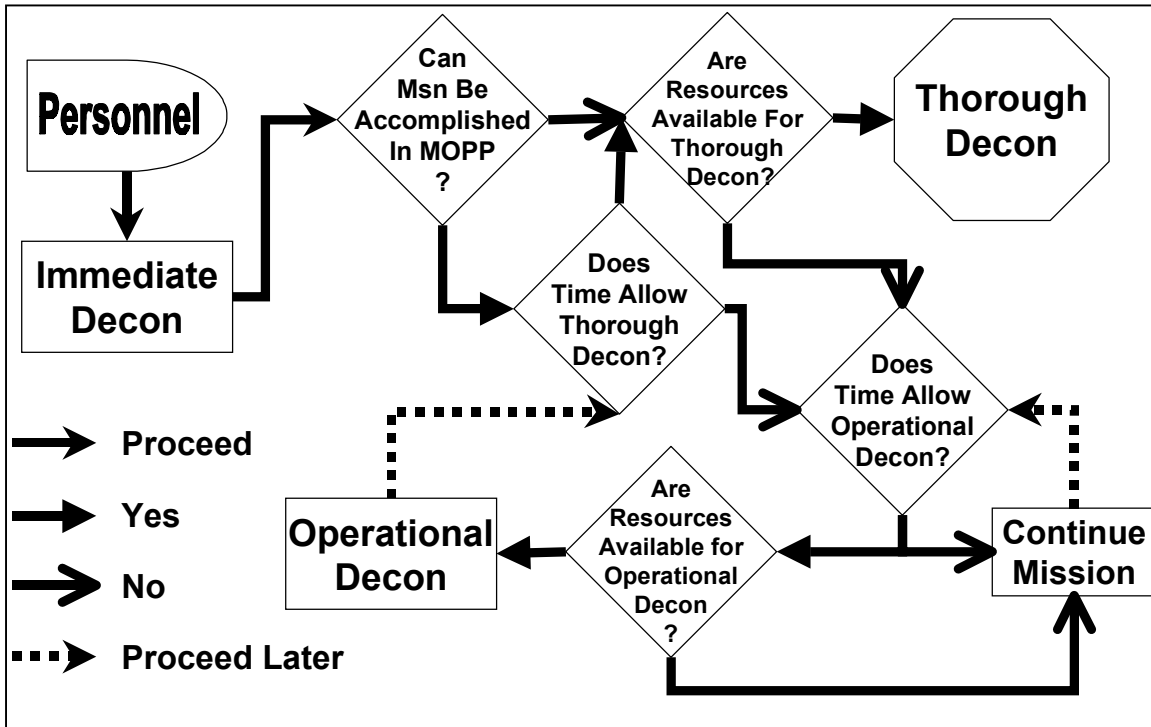 Personnel
Immediate
Decon
Can
Msn Be
Accomplished
In MOPP
?
Are
Resources
Available For
Thorough
Decon?
Thorough
Decon
Does
Time Allow
Thorough
Decon?
Does
Time Allow
Operational
Decon?
Are
Resources
Available for
Operational
Decon
?
Operational
Decon
Continue
Mission
Proceed
Yes
No
Proceed Later